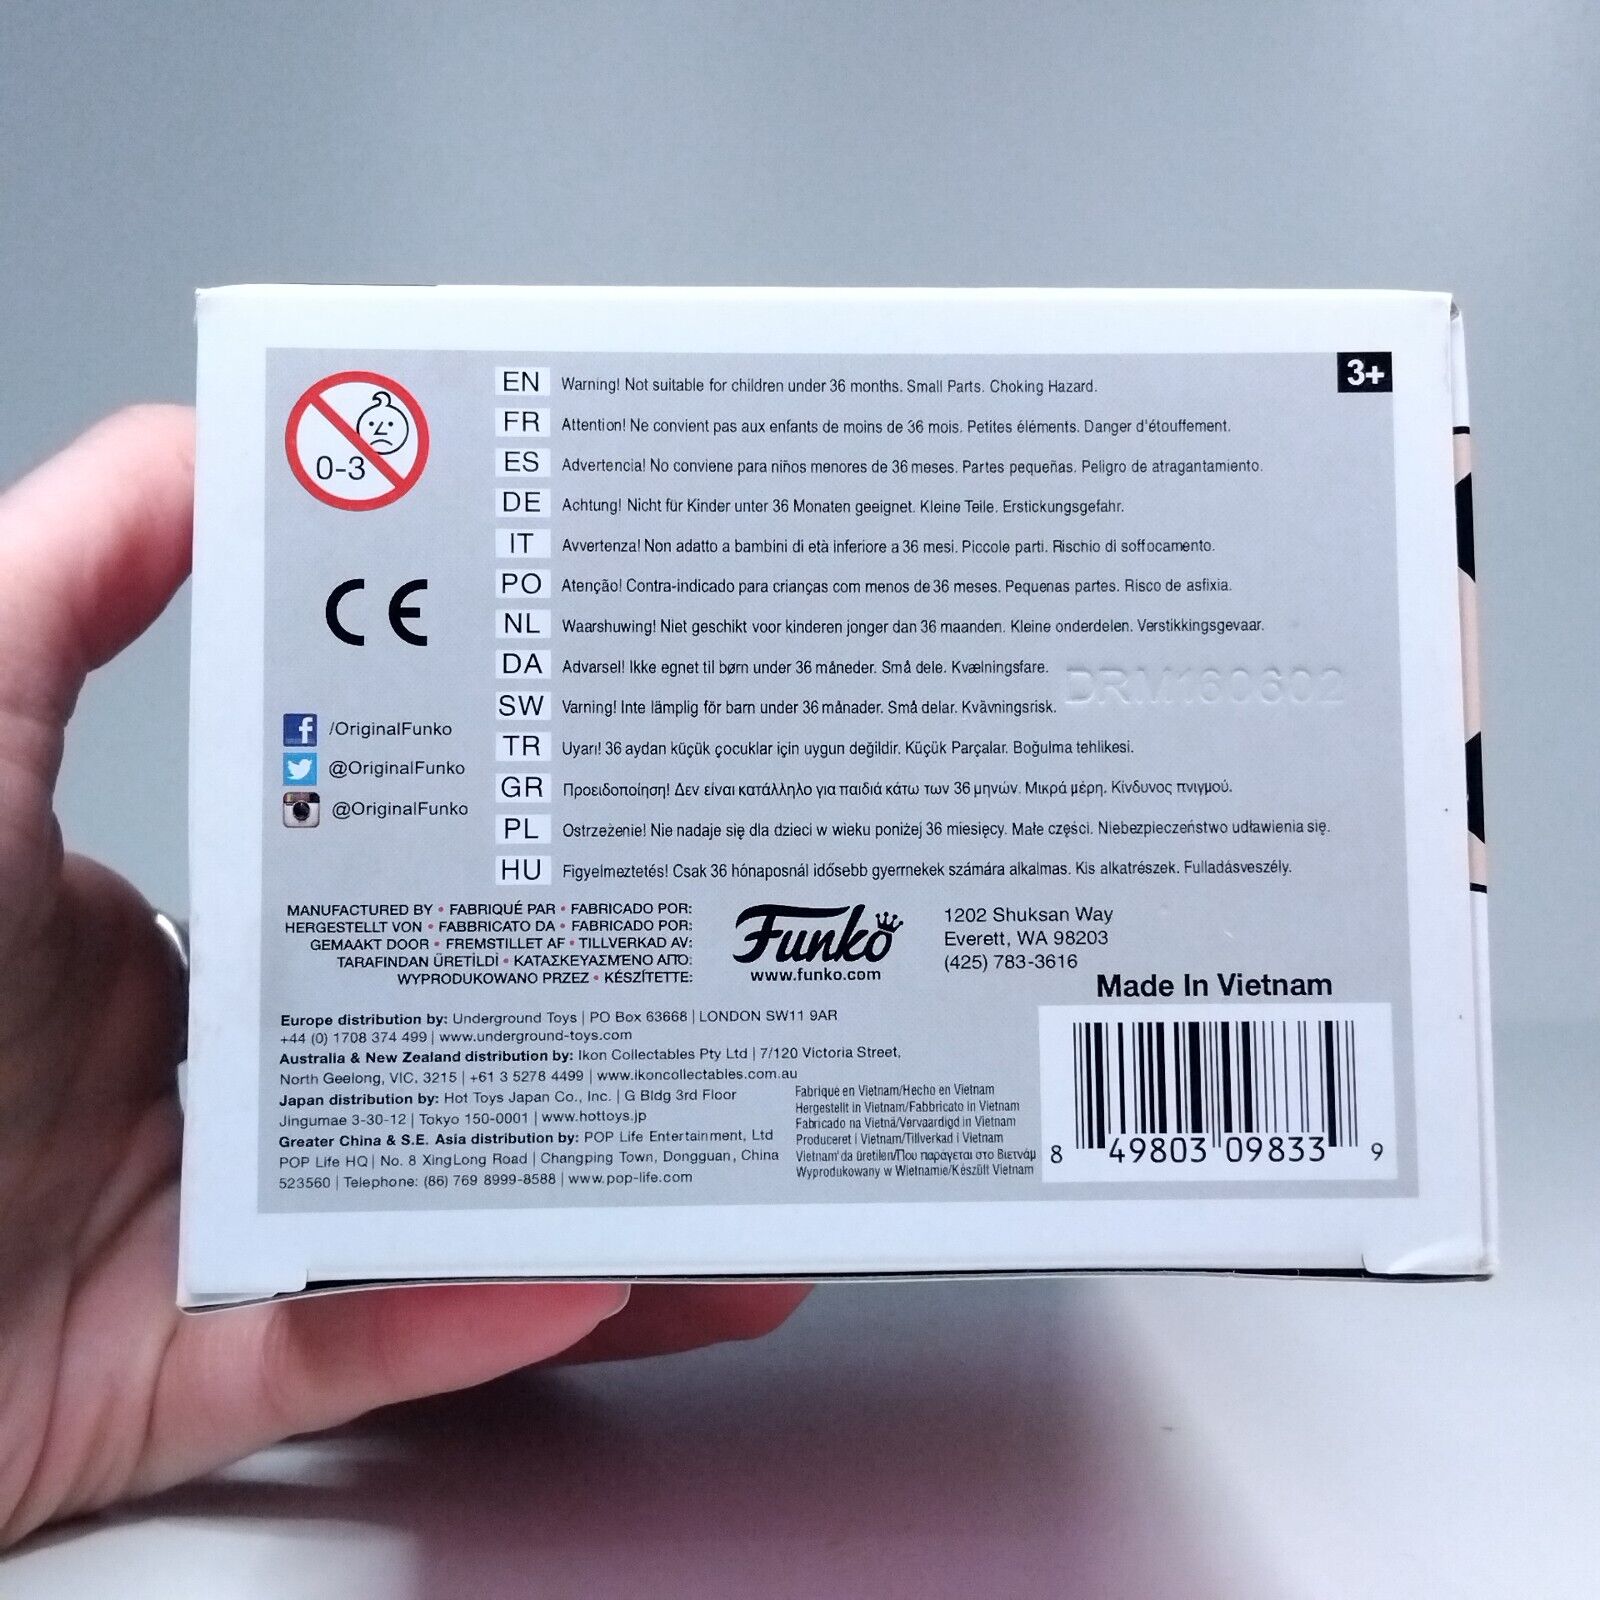 3+
0-3
EN Warning! Not suitable for children under 36 months. Small Parts. Choking Hazard.
FR Attention! Ne convient pas aux enfants de moins de 36 mois. Petites éléments. Danger d'étouffement.
ES Advertencia! No conviene para niños menores de 36 meses. Partes pequeñas. Peligro de atragantamiento.
DE Achtung! Nicht für Kinder unter 36 Monaten geeignet. Kleine Teile. Erstickungsgefahr.
IT Avvertenza! Non adatto a bambini di età inferiore a 36 mesi. Piccole parti. Rischio di soffocamento.
PO Atenção! Contra-indicado para crianças com menos de 36 meses. Pequenas partes. Risco de asfixia.
NL Waarshuwing! Niet geschikt voor kinderen jonger dan 36 maanden. Kleine onderdelen. Verstikkingsgevaar.
DA Advarsel! Ikke egnet til børn under 36 måneder. Små dele. Kvælningsfare.
SW Varning! Inte lämplig för barn under 36 månader. Små delar. Kvävningsrisk.
TR Uyarı! 36 aydan küçük çocuklar için uygun değildir. Küçük Parçalar. Boğulma tehlikesi.
GR Προειδοποίηση! Δεν είναι κατάλληλο για παιδιά κάτω των 36 μηνών. Μικρά μέρη. Κίνδυνος πνιγμού.
PL Ostrzeżenie! Nie nadaje się dla dzieci w wieku poniżej 36 miesięcy. Małe części. Niebezpieczeństwo udławienia się.
HU Figyelmeztetés! Csak 36 hónaposnál idősebb gyerrnekek számára alkalmas. Kis alkatrészek. Fulladásveszély.
DRM160602
CE
f /OriginalFunko
@OriginalFunko
@OriginalFunko
MANUFACTURED BY • FABRIQUÉ PAR • FABRICADO POR:
HERGESTELLT VON • FABBRICATO DA • FABRICADO POR:
GEMAAKT DOOR • FREMSTILLET AF • TILLVERKAD AV:
TARAFINDAN ÜRETİLDİ • ΚΑΤΑΣΚΕΥΑΣΜΈΝΟ ΑΠΌ:
WYPRODUKOWANO PRZEZ • KÉSZÍTETTE:
Funko
www.funko.com
1202 Shuksan Way
Everett, WA 98203
(425) 783-3616
Made In Vietnam
Europe distribution by: Underground Toys | PO Box 63668 | LONDON SW11 9AR
+44 (0) 1708 374 499 | www.underground-toys.com
Australia & New Zealand distribution by: Ikon Collectables Pty Ltd | 7/120 Victoria Street,
North Geelong, VIC, 3215 | +61 3 5278 4499 | www.ikoncollectables.com.au
Japan distribution by: Hot Toys Japan Co., Inc. | G Bldg 3rd Floor
Jingumae 3-30-12 | Tokyo 150-0001 | www.hottoys.jp
Greater China & S.E. Asia distribution by: POP Life Entertainment, Ltd
POP Life HQ | No. 8 XingLong Road | Changping Town, Dongguan, China
523560 | Telephone: (86) 769 8999-8588 | www.pop-life.com
Fabriqué en Vietnam/Hecho en Vietnam
Hergestellt in Vietnam/Fabbricato in Vietnam
Fabricado na Vietnã/Vervaardigd in Vietnam
Produceret i Vietnam/Tillverkad i Vietnam
Vietnam'da üretilen/Που παράγεται στο Βιετνάμ
Wyprodukowany w Wietnamie/Készült Vietnam
8 49803 09833 9